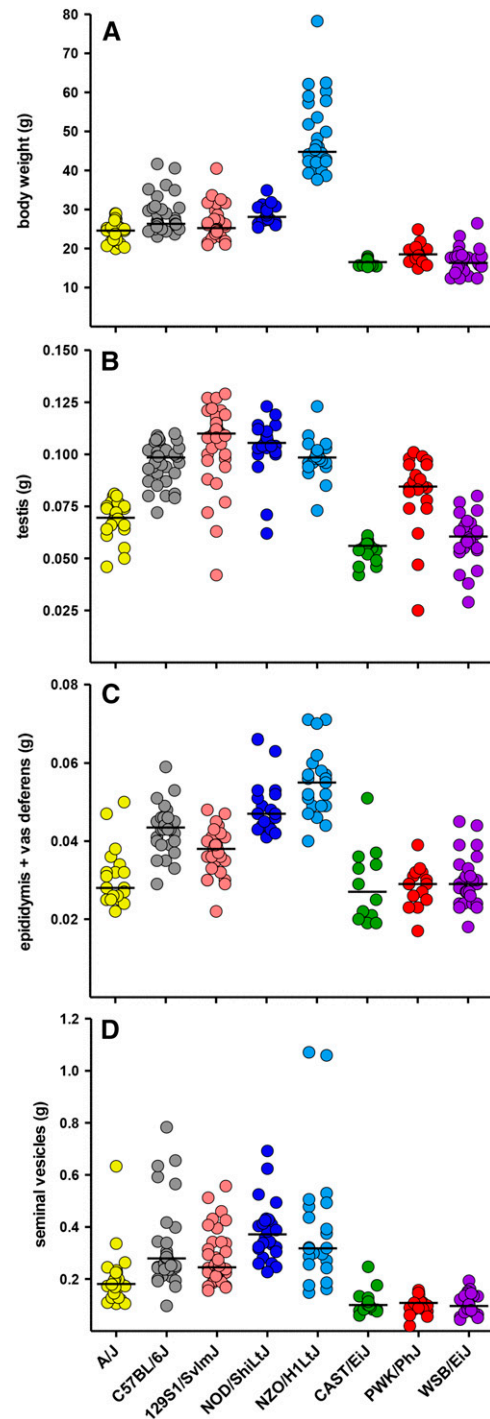 A
body weight (g)
80
70
60
50
40
30
20
10
B
testis (g)
0.150
0.125
0.100
0.075
0.050
0.025
C
epididymis + vas deferens (g)
0.08
0.06
0.04
0.02
D
seminal vesicles (g)
1.2
1.0
0.8
0.6
0.4
0.2
A/J
C57BL/6J
129S1/SvImJ
NOD/ShiLtJ
NZO/H1LtJ
CAST/EiJ
PWK/PhJ
WSB/EiJ